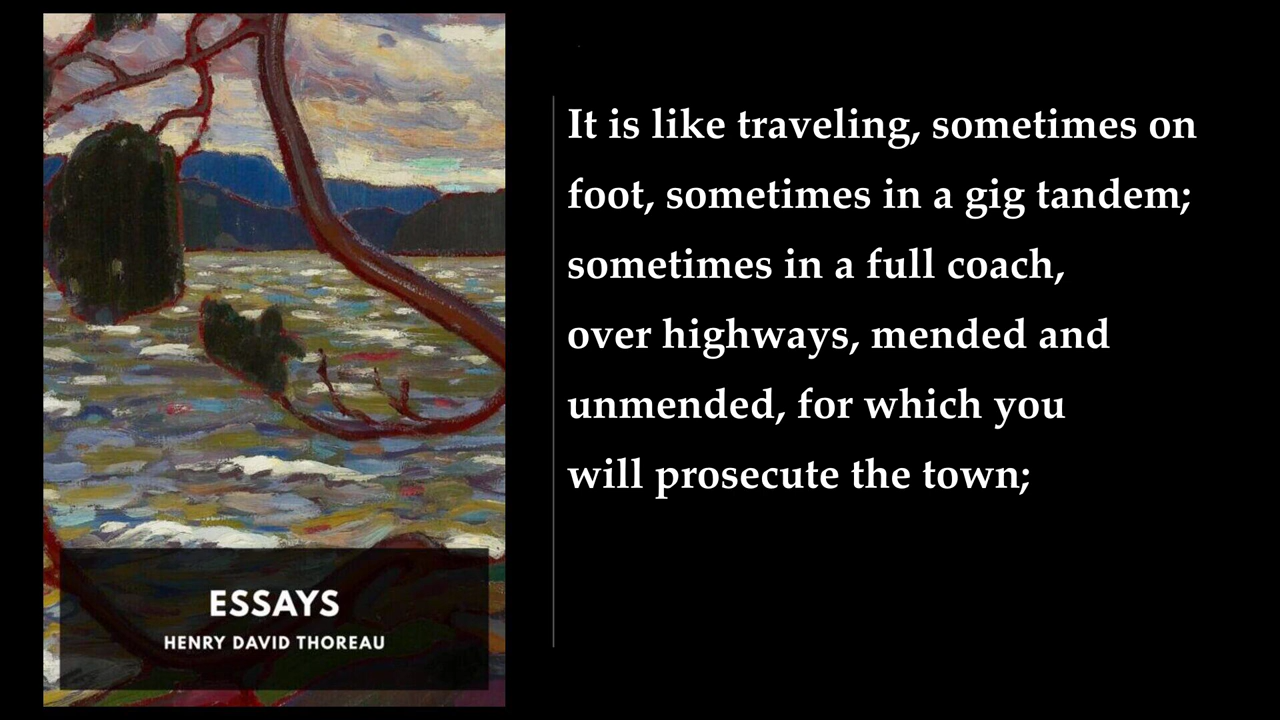 ESSAYS
HENRY DAVID THOREAU
It is like traveling, sometimes on
foot, sometimes in a gig tandem;
sometimes in a full coach,
over highways, mended and
unmended, for which you
will prosecute the town;